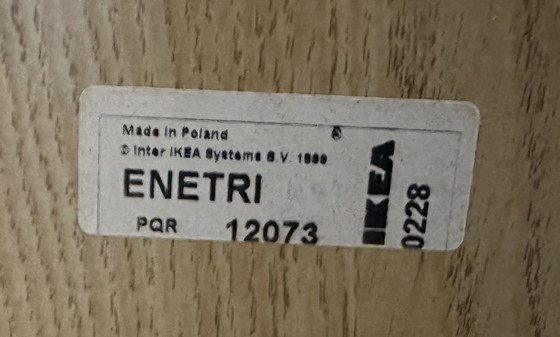 Made in Poland
© Inter IKEA Systems B.V. 1999
ENETRI
PQR 12073
IKEA
0228